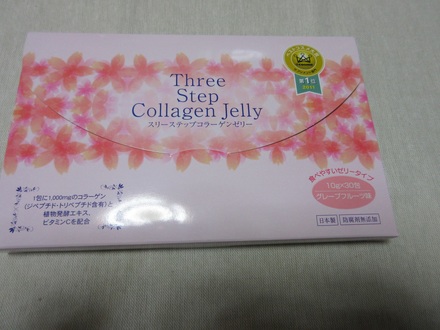 Three
Step
Collagen Jelly
スリーステップコラーゲンゼリー
第1位
食べやすいゼリータイプ
10g×30包
グレープフルーツ味
1包に1,000mgのコラーゲン
(ジペプチド・トリペプチド含有)と
植物発酵エキス、
ビタミンCを配合
日本製
防腐剤無添加